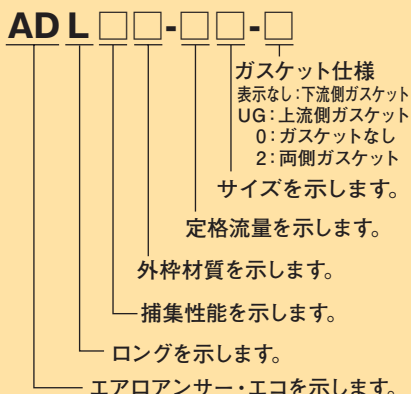 ADL□□-□□-□
ガスケット仕様
表示なし:下流側ガスケット
UG:上流側ガスケット
0:ガスケットなし
2:両側ガスケット
サイズを示します。
定格流量を示します。
外枠材質を示します。
捕集性能を示します。
ロングを示します。
エアロアンサー・エコを示します。